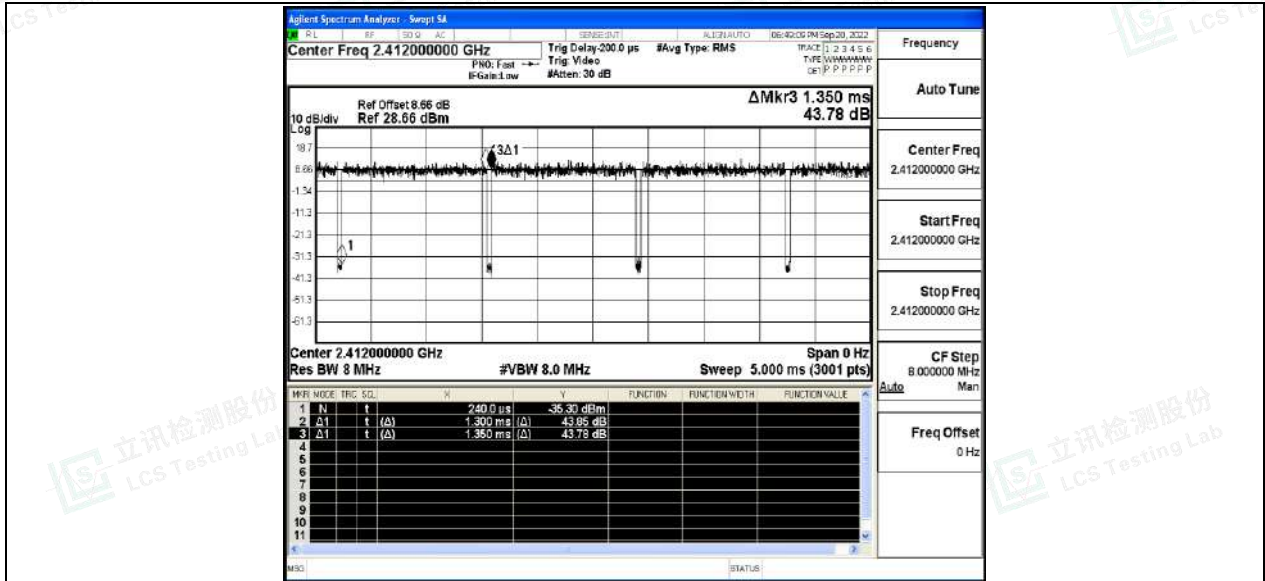 Agilent Spectrum Analyzer - Swept SA
RL RF 50 Ω AC SENSE:INT ALIGNAUTO 06:49:09 PM Sep 20, 2022
Center Freq 2.412000000 GHz
PNO: Fast
IFGain:Low
Trig Delay-200.0 µs
Trig: Video
#Atten: 30 dB
#Avg Type: RMS
TRACE 1 2 3 4 5 6
TYPE WWWWWW
DET P P P P P P
ΔMkr3 1.350 ms
43.78 dB
Ref Offset 8.66 dB
10 dB/div Ref 28.66 dBm
Log
18.7
8.66
-1.34
-11.3
-21.3
-31.3
-41.3
-51.3
-61.3
3Δ1
1
Center 2.412000000 GHz Span 0 Hz
Res BW 8 MHz #VBW 8.0 MHz Sweep 5.000 ms (3001 pts)
MKR MODE TRC SCL X Y FUNCTION FUNCTION WIDTH FUNCTION VALUE
1 N t 240.0 us -35.30 dBm
2 Δ1 t (Δ) 1.300 ms (Δ) 43.85 dB
3 Δ1 t (Δ) 1.350 ms (Δ) 43.78 dB
4
5
6
7
8
9
10
11
MSG STATUS
Frequency
Auto Tune
Center Freq
2.412000000 GHz
Start Freq
2.412000000 GHz
Stop Freq
2.412000000 GHz
CF Step
8.000000 MHz
Auto Man
Freq Offset
0 Hz
立讯检测股份
LCS Testing Lab
立讯检测股份
LCS Testing Lab